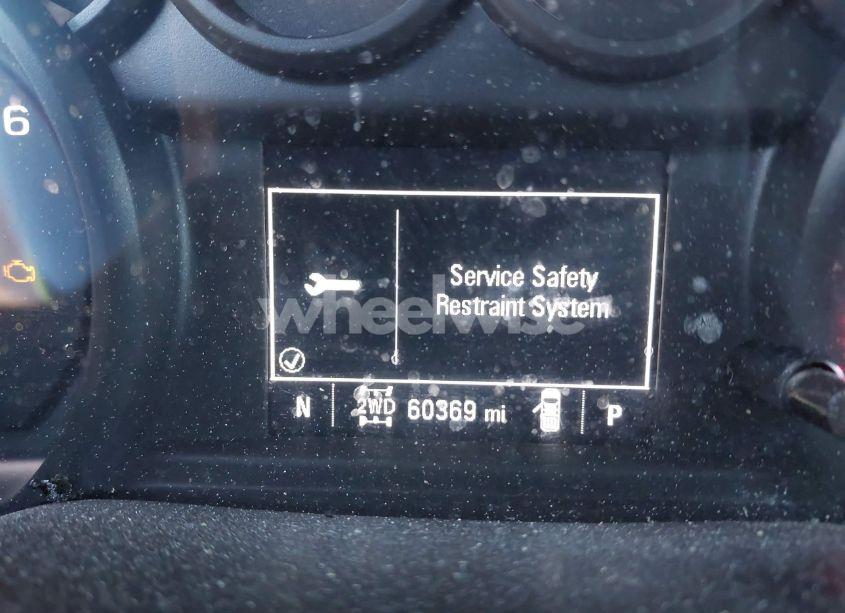 6
Service Safety
Restraint System
wheelwise
N 2WD 60369 mi P